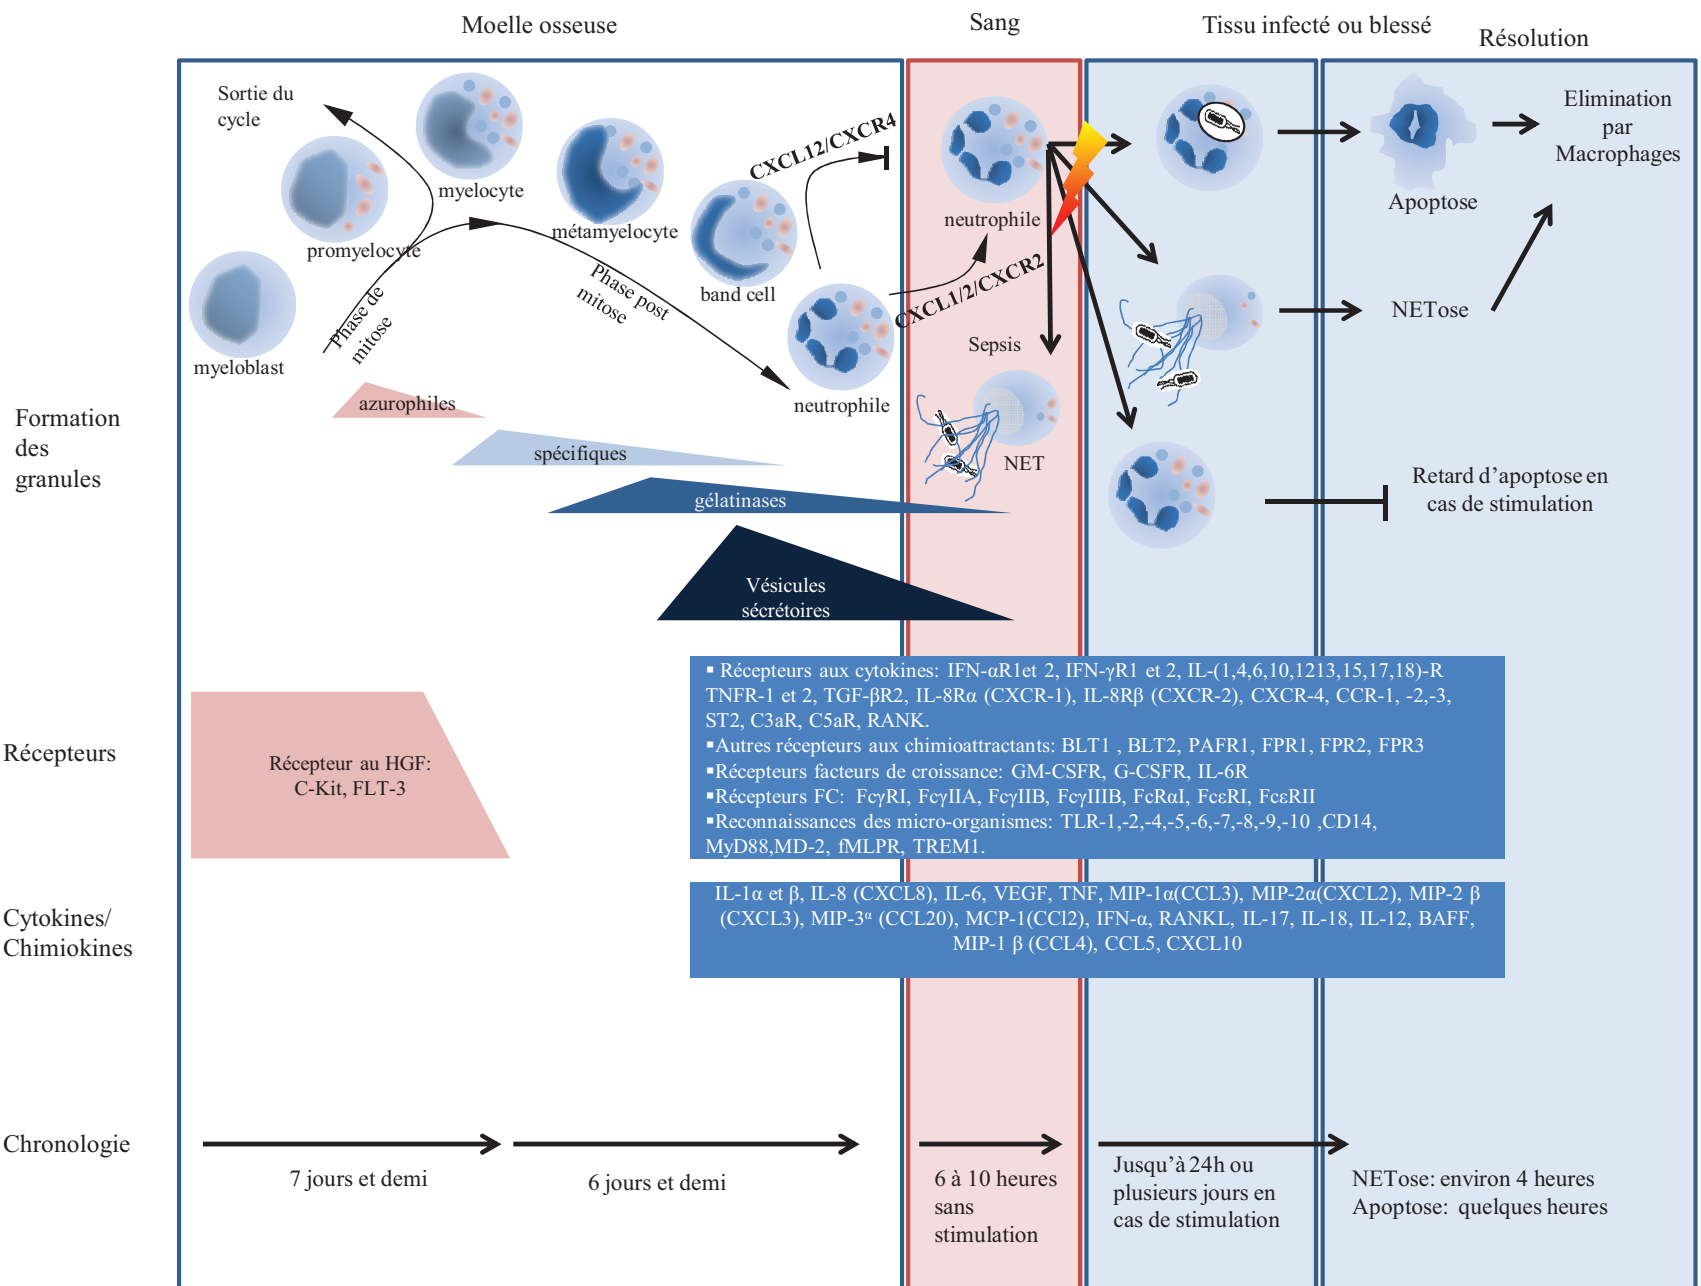 Moelle osseuse
Sang
Tissu infecté ou blessé
Résolution
Sortie du
cycle
myelocyte
promyelocyte
métamyelocyte
myeloblast
Phase de
mitose
Phase post
mitose
band cell
CXCL12/CXCR4
neutrophile
neutrophile
CXCL1/2/CXCR2
Sepsis
NET
Apoptose
Elimination
par
Macrophages
NETose
Retard d'apoptose en
cas de stimulation
Formation
des
granules
azurophiles
spécifiques
gélatinases
Vésicules
sécrétoires
Récepteurs
Récepteur au HGF:
C-Kit, FLT-3
▪ Récepteurs aux cytokines: IFN-αR1et 2, IFN-γR1 et 2, IL-(1,4,6,10,1213,15,17,18)-R
TNFR-1 et 2, TGF-βR2, IL-8Rα (CXCR-1), IL-8Rβ (CXCR-2), CXCR-4, CCR-1, -2,-3,
ST2, C3aR, C5aR, RANK.
▪Autres récepteurs aux chimioattractants: BLT1 , BLT2, PAFR1, FPR1, FPR2, FPR3
▪Récepteurs facteurs de croissance: GM-CSFR, G-CSFR, IL-6R
▪Récepteurs FC: FcγRI, FcγIIA, FcγIIB, FcγIIIB, FcRαI, FcεRI, FcεRII
▪Reconnaissances des micro-organismes: TLR-1,-2,-4,-5,-6,-7,-8,-9,-10 ,CD14,
MyD88,MD-2, fMLPR, TREM1.
Cytokines/
Chimiokines
IL-1α et β, IL-8 (CXCL8), IL-6, VEGF, TNF, MIP-1α(CCL3), MIP-2α(CXCL2), MIP-2 β
(CXCL3), MIP-3ᵅ (CCL20), MCP-1(CCl2), IFN-α, RANKL, IL-17, IL-18, IL-12, BAFF,
MIP-1 β (CCL4), CCL5, CXCL10
Chronologie
7 jours et demi
6 jours et demi
6 à 10 heures
sans
stimulation
Jusqu'à 24h ou
plusieurs jours en
cas de stimulation
NETose: environ 4 heures
Apoptose: quelques heures